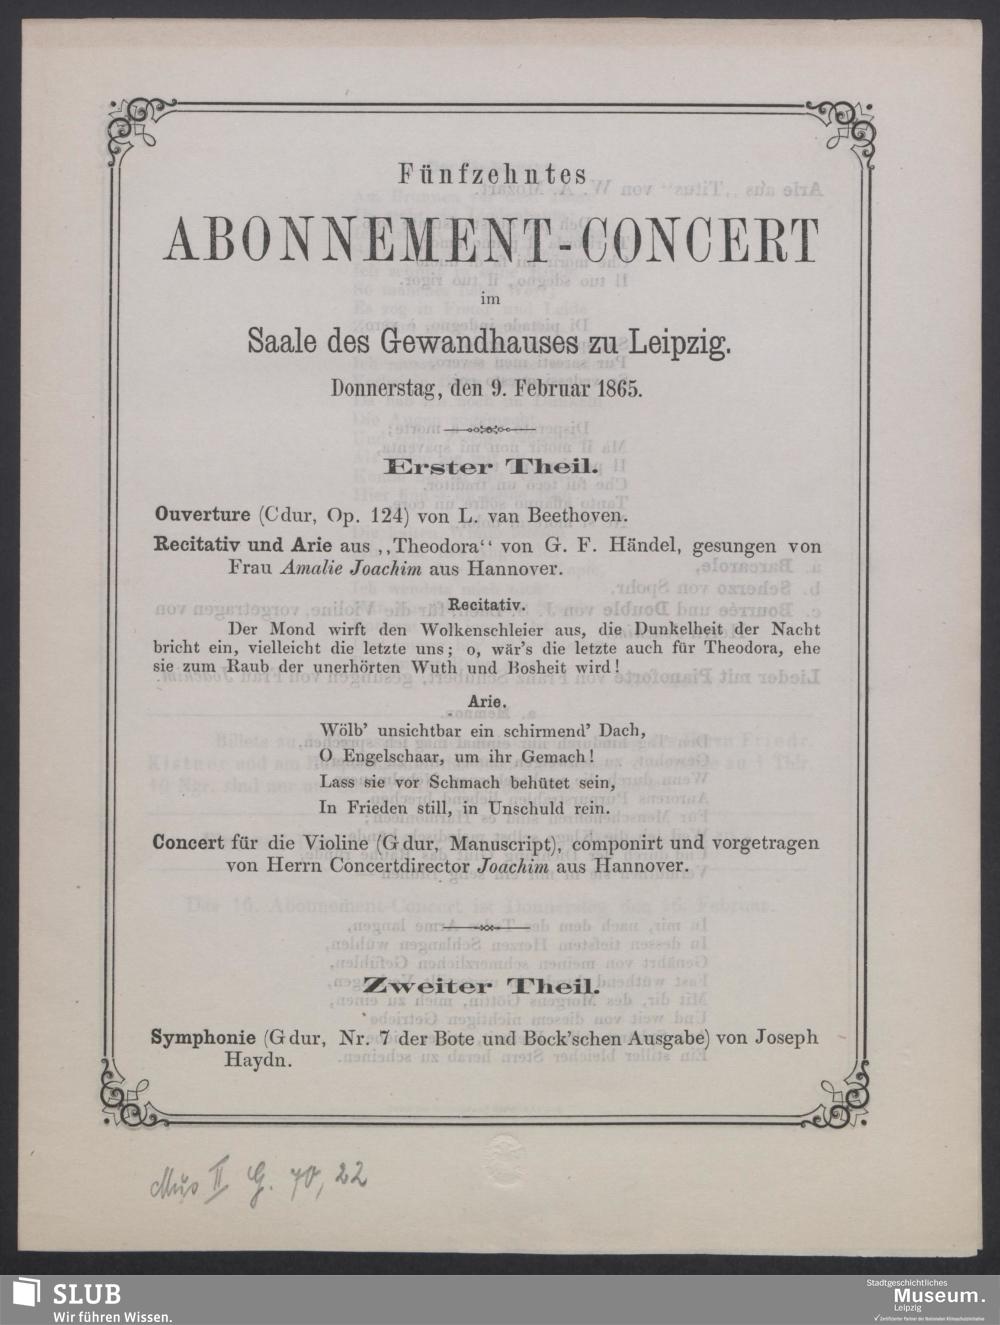 Fünfzehntes
ABONNEMENT-CONCERT
im
Saale des Gewandhauses zu Leipzig.
Donnerstag, den 9. Februar 1865.
Erster Theil.
Ouverture (C dur, Op. 124) von L. van Beethoven.
Recitativ und Arie aus ,,Theodora‘‘ von G. F. Händel, gesungen von
Frau Amalie Joachim aus Hannover.
Recitativ.
Der Mond wirft den Wolkenschleier aus, die Dunkelheit der Nacht
bricht ein, vielleicht die letzte uns; o, wär's die letzte auch für Theodora, ehe
sie zum Raub der unerhörten Wuth und Bosheit wird!
Arie.
Wölb' unsichtbar ein schirmend' Dach,
O Engelschaar, um ihr Gemach!
Lass sie vor Schmach behütet sein,
In Frieden still, in Unschuld rein.
Concert für die Violine (G dur, Manuscript), componirt und vorgetragen
von Herrn Concertdirector Joachim aus Hannover.
Zweiter Theil.
Symphonie (G dur, Nr. 7 der Bote und Bock'schen Ausgabe) von Joseph
Haydn.
Mus II G. 70, 22
SLUB
Wir führen Wissen.
Stadtgeschichtliches
Museum.
Leipzig
Zertifizierter Partner der Nationalen Klimaschutzinitiative